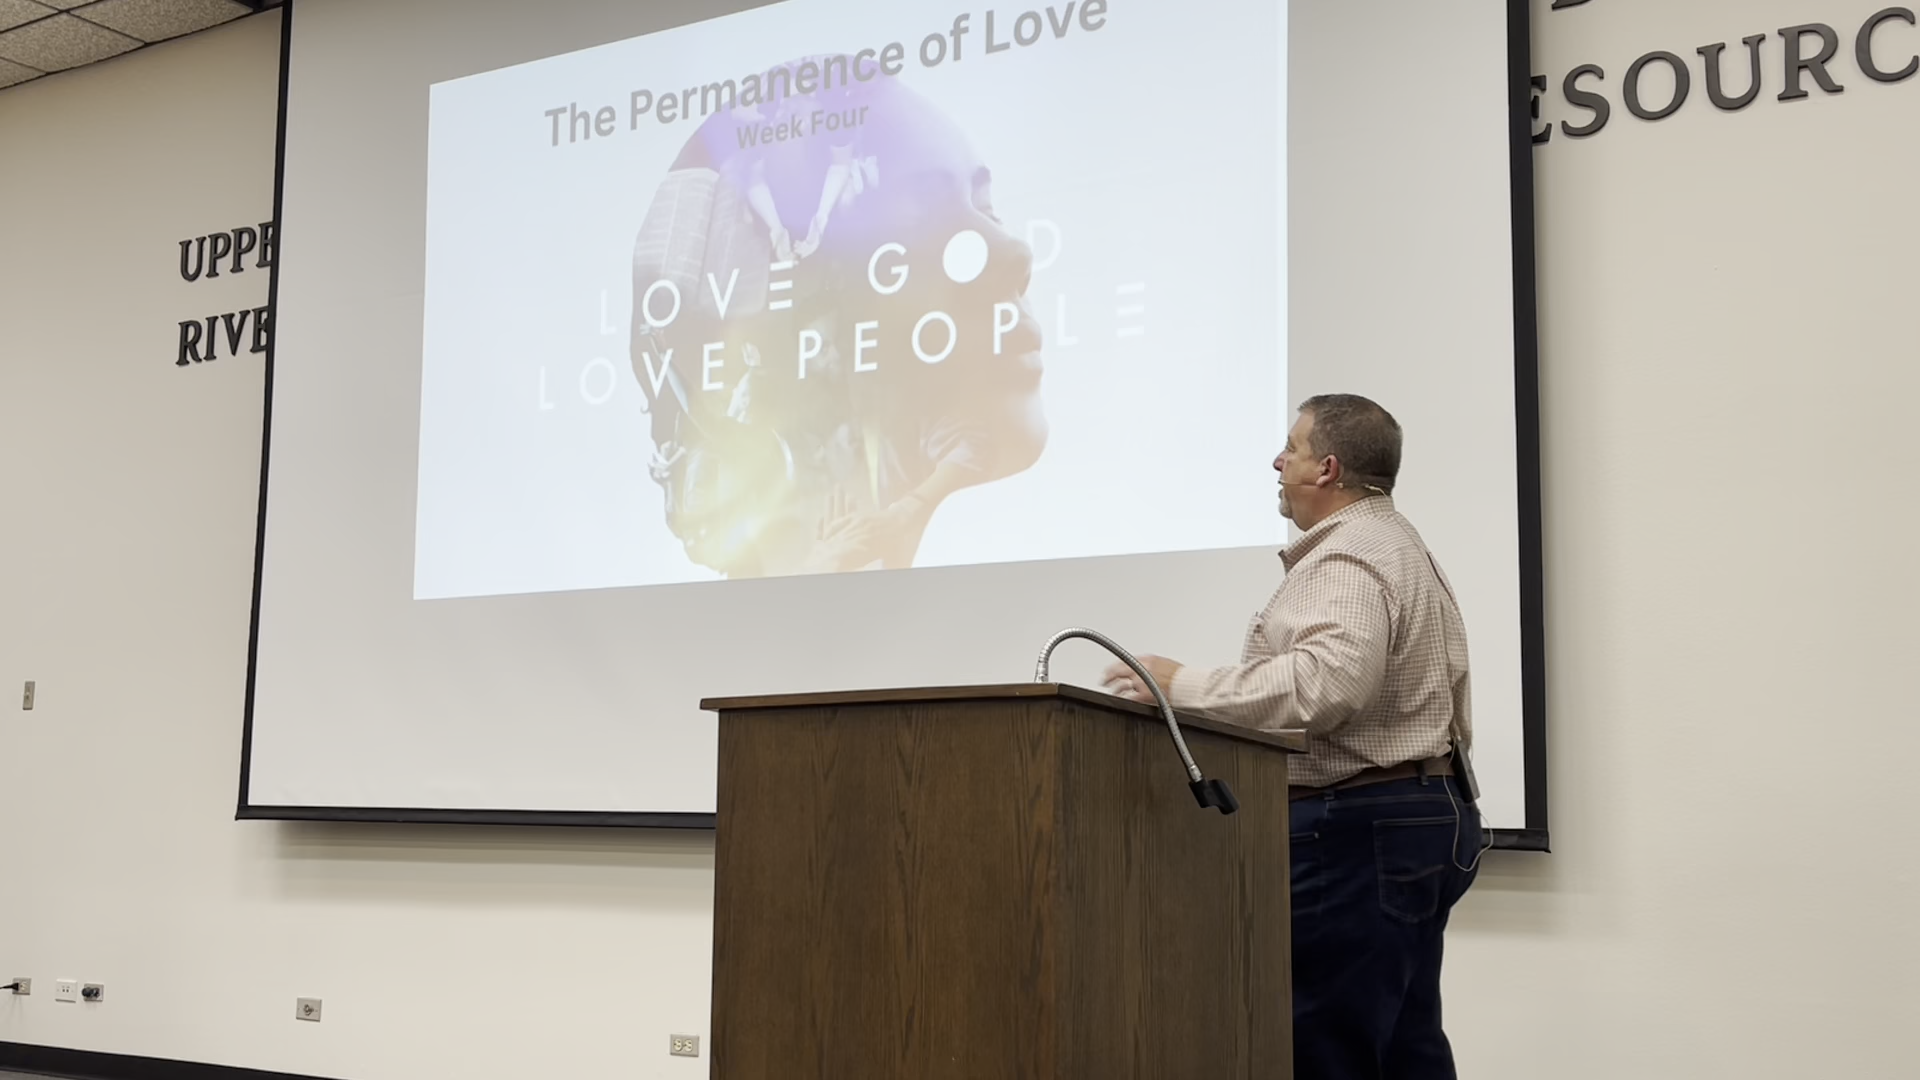 The Permanence of Love
Week Four
LOVE GOD
LOVE PEOPLE
UPPE
RIVE
ESOURC